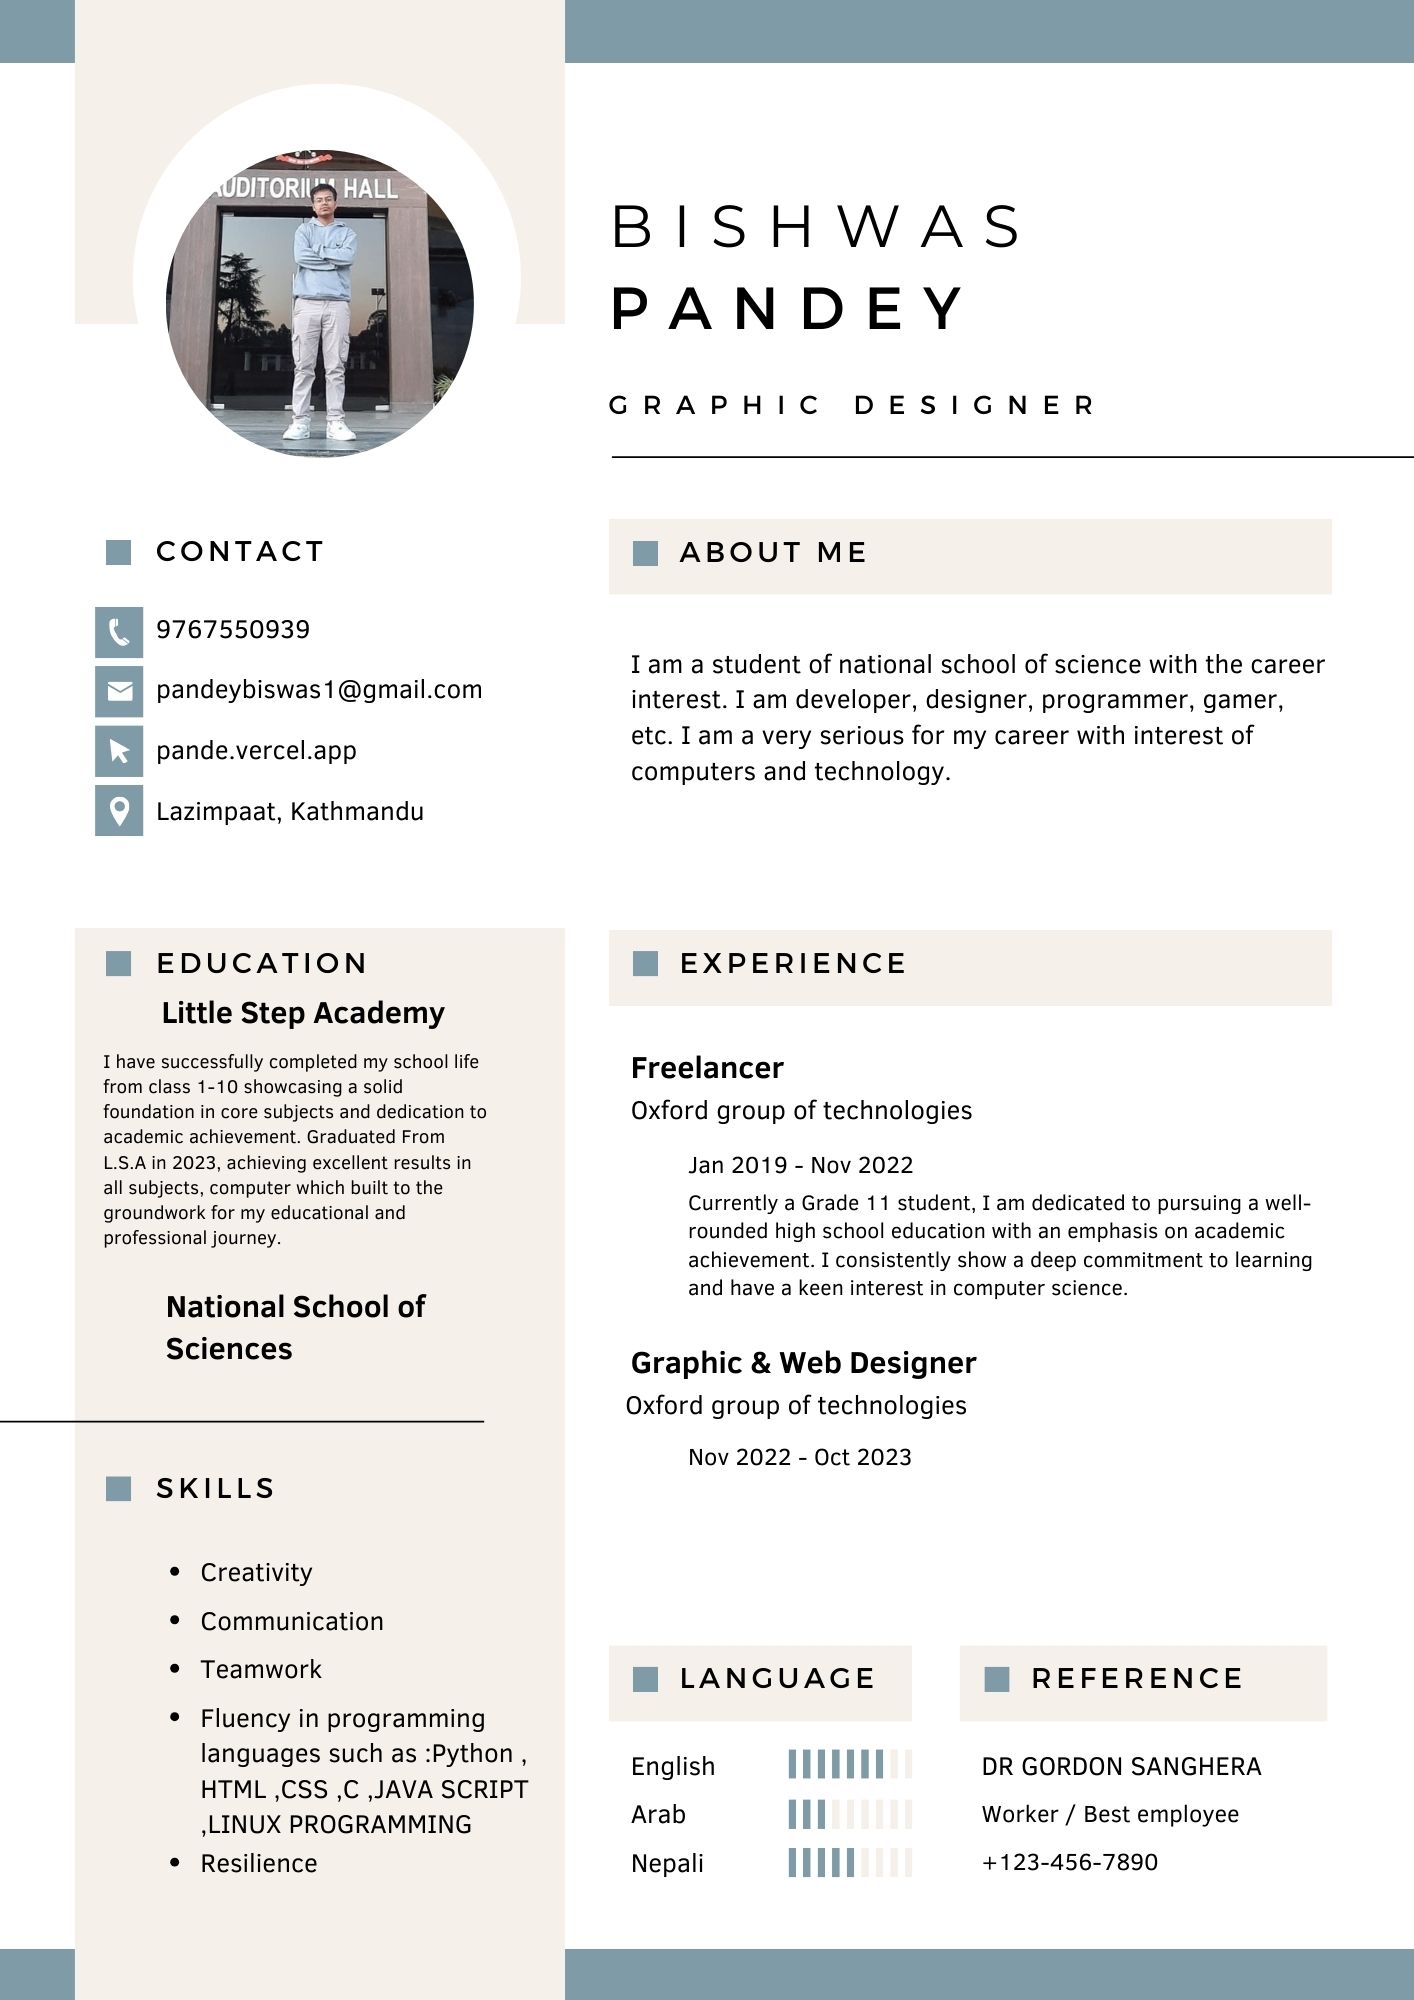 AUDITORIUM HALL
BISHWAS
PANDEY
GRAPHIC DESIGNER
CONTACT
9767550939
pandeybiswas1@gmail.com
pande.vercel.app
Lazimpaat, Kathmandu
ABOUT ME
I am a student of national school of science with the career
interest. I am developer, designer, programmer, gamer,
etc. I am a very serious for my career with interest of
computers and technology.
EDUCATION
Little Step Academy
I have successfully completed my school life
from class 1-10 showcasing a solid
foundation in core subjects and dedication to
academic achievement. Graduated From
L.S.A in 2023, achieving excellent results in
all subjects, computer which built to the
groundwork for my educational and
professional journey.
National School of
Sciences
SKILLS
• Creativity
• Communication
• Teamwork
• Fluency in programming
languages such as :Python ,
HTML ,CSS ,C ,JAVA SCRIPT
,LINUX PROGRAMMING
• Resilience
EXPERIENCE
Freelancer
Oxford group of technologies
Jan 2019 - Nov 2022
Currently a Grade 11 student, I am dedicated to pursuing a well-
rounded high school education with an emphasis on academic
achievement. I consistently show a deep commitment to learning
and have a keen interest in computer science.
Graphic & Web Designer
Oxford group of technologies
Nov 2022 - Oct 2023
LANGUAGE
English
Arab
Nepali
REFERENCE
DR GORDON SANGHERA
Worker / Best employee
+123-456-7890